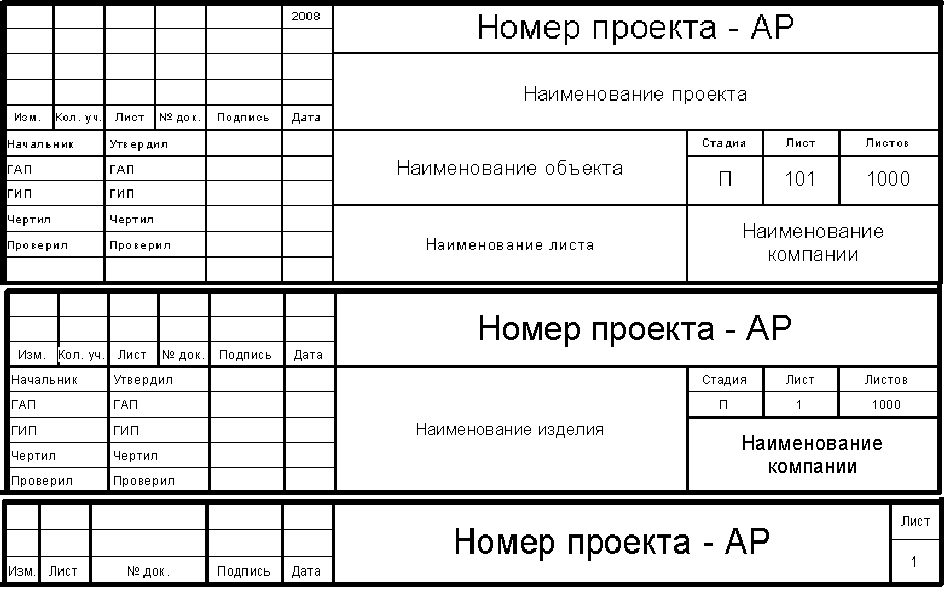 2008
Номер проекта - АР
Наименование проекта
Изм. Кол. уч. Лист № док. Подпись Дата
Начальник Утвердил
ГАП ГАП
ГИП ГИП
Чертил Чертил
Проверил Проверил
Наименование объекта
Стадия Лист Листов
П 101 1000
Наименование листа
Наименование
компании
Номер проекта - АР
Изм. Кол. уч. Лист № док. Подпись Дата
Начальник Утвердил
ГАП ГАП
ГИП ГИП
Чертил Чертил
Проверил Проверил
Наименование изделия
Стадия Лист Листов
П 1 1000
Наименование
компании
Номер проекта - АР
Изм. Лист № док. Подпись Дата
Лист
1